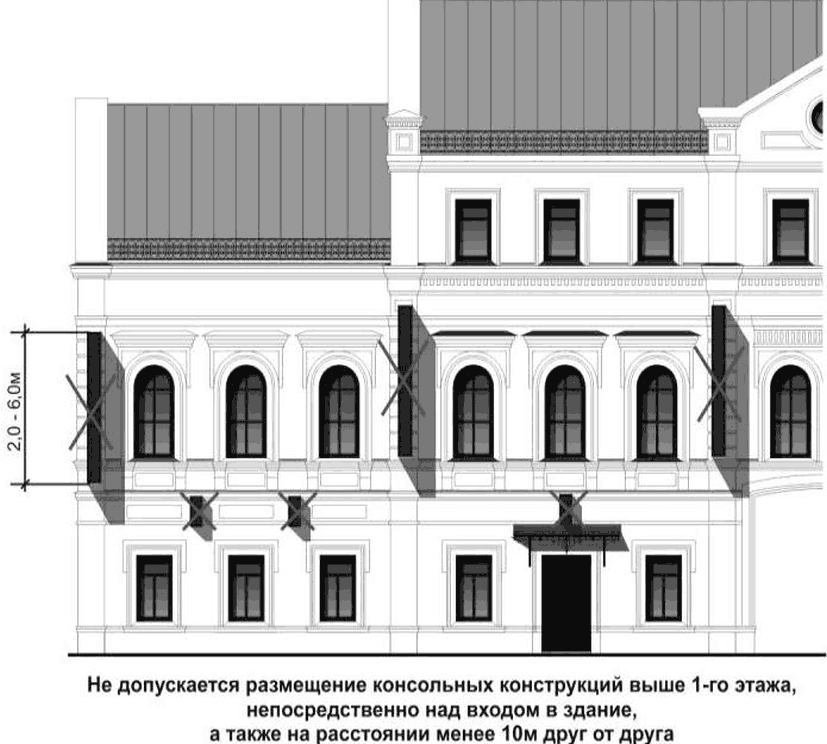 2,0 - 6,0м
Не допускается размещение консольных конструкций выше 1-го этажа,
непосредственно над входом в здание,
а также на расстоянии менее 10м друг от друга